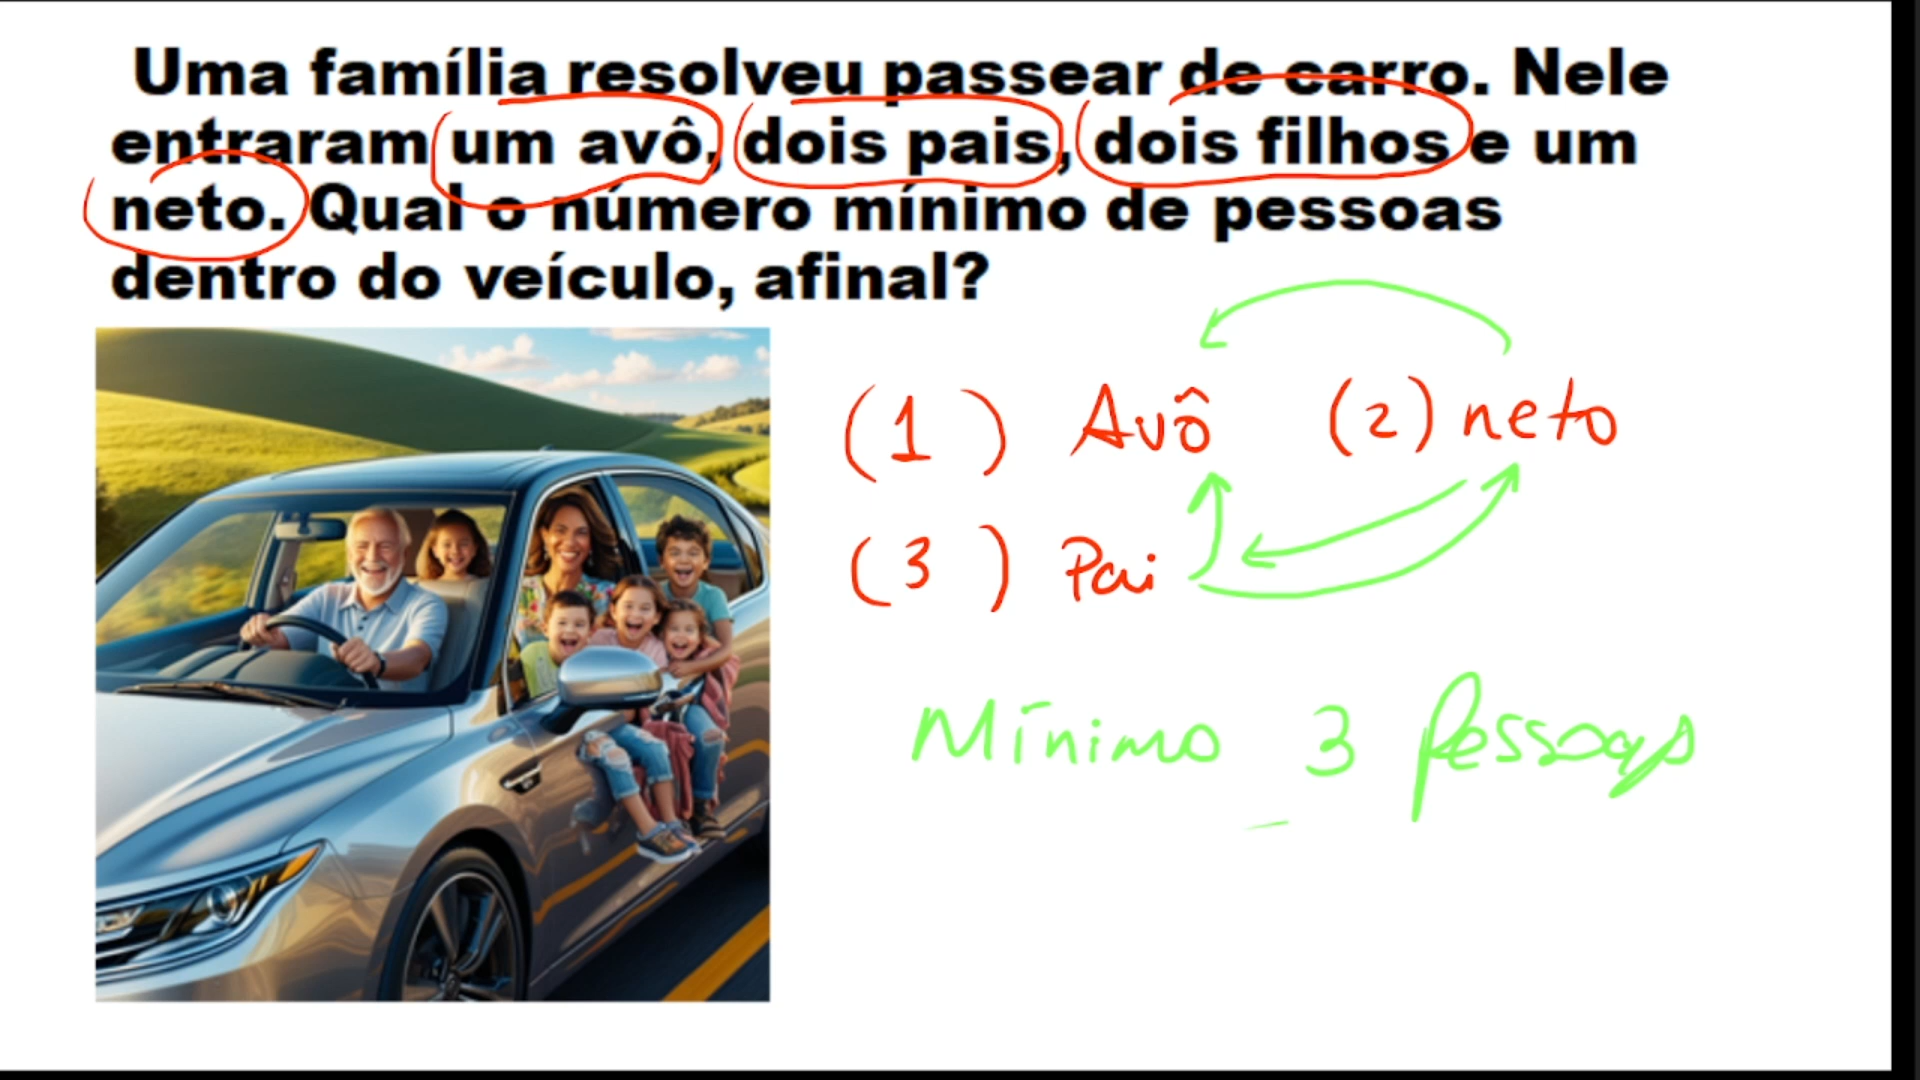 Uma família resolveu passear de carro. Nele
entraram um avô, dois pais, dois filhos e um
neto. Qual o número mínimo de pessoas
dentro do veículo, afinal?
(1) Avô (2) neto
(3) Pai
Mínimo 3 pessoas